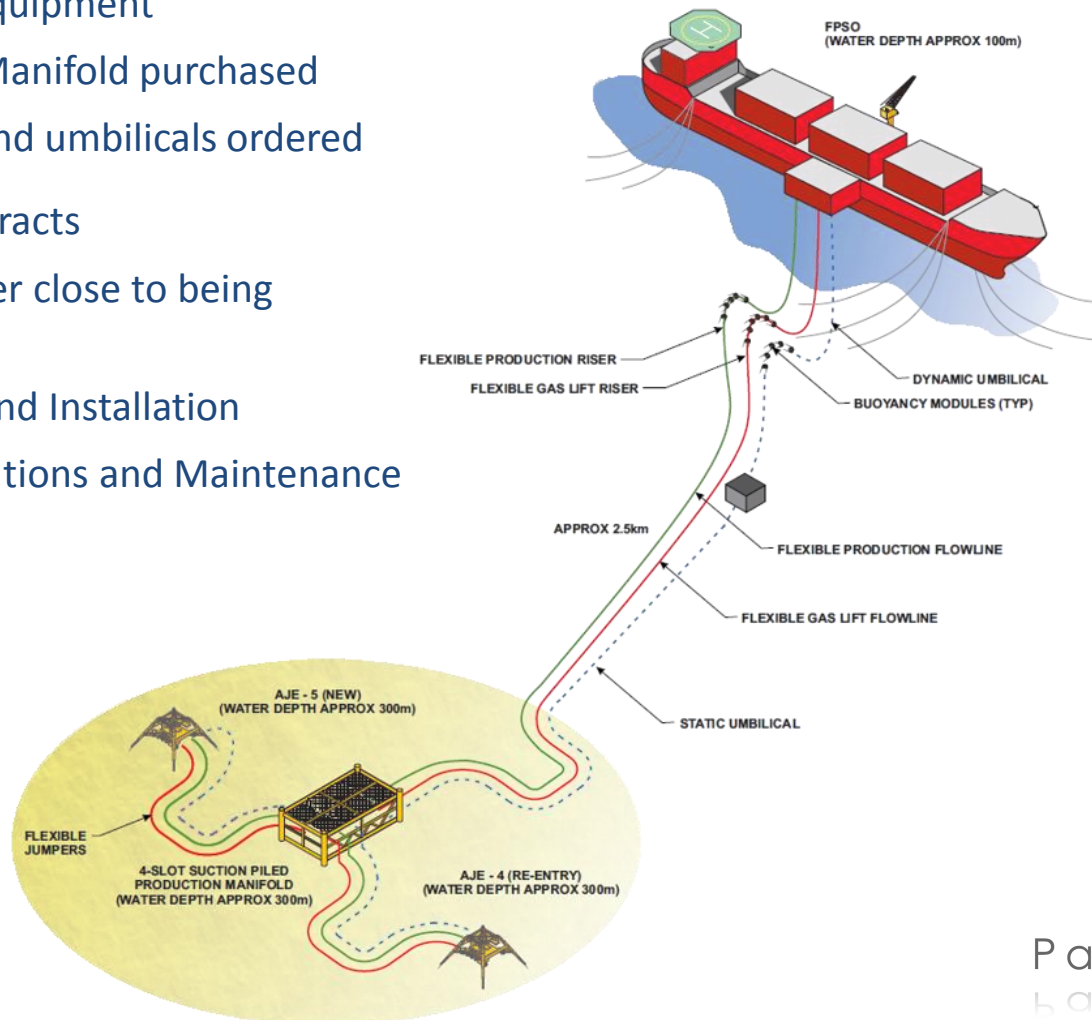 quipment
Manifold purchased
nd umbilicals ordered
racts
er close to being
nd Installation
tions and Maintenance
FPSO
(WATER DEPTH APPROX 100m)
FLEXIBLE PRODUCTION RISER
FLEXIBLE GAS LIFT RISER
DYNAMIC UMBILICAL
BUOYANCY MODULES (TYP)
APPROX 2.5km
FLEXIBLE PRODUCTION FLOWLINE
FLEXIBLE GAS LIFT FLOWLINE
STATIC UMBILICAL
AJE - 5 (NEW)
(WATER DEPTH APPROX 300m)
FLEXIBLE
JUMPERS
4-SLOT SUCTION PILED
PRODUCTION MANIFOLD
(WATER DEPTH APPROX 300m)
AJE - 4 (RE-ENTRY)
(WATER DEPTH APPROX 300m)
H
Pa